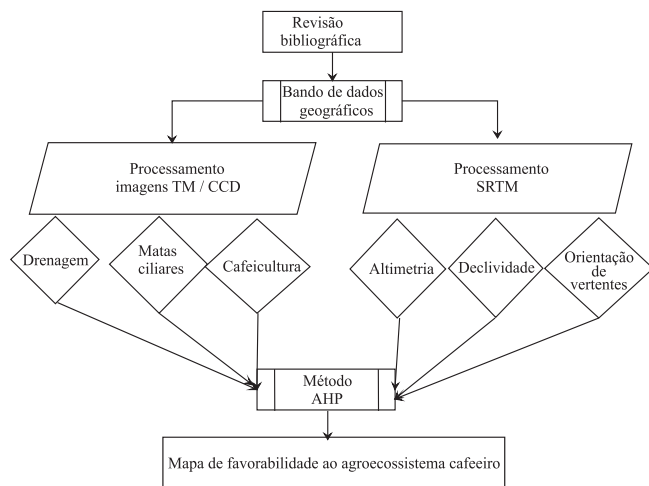 Revisão
bibliográfica
Bando de dados
geográficos
Processamento
imagens TM / CCD
Processamento
SRTM
Drenagem
Matas
ciliares
Cafeicultura
Altimetria
Declividade
Orientação
de
vertentes
Método
AHP
Mapa de favorabilidade ao agroecossistema cafeeiro